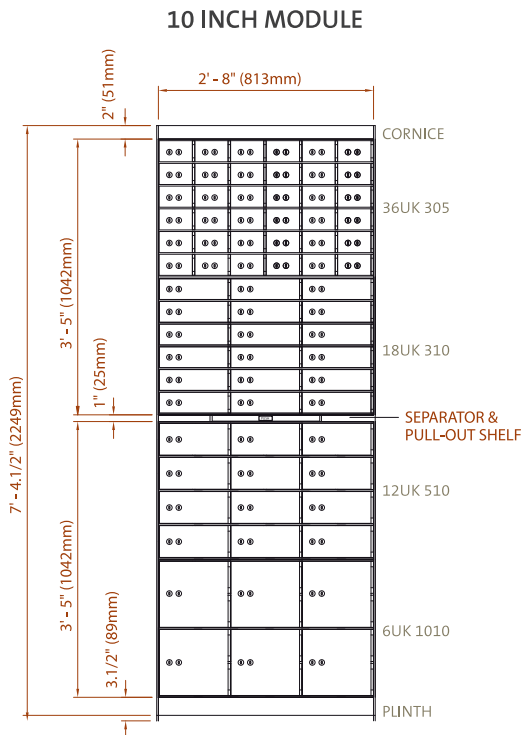 10 INCH MODULE
2' - 8" (813mm)
2" (51mm)
CORNICE
36UK 305
3' - 5" (1042mm)
18UK 310
1" (25mm)
SEPARATOR &
PULL-OUT SHELF
7' - 4.1/2" (2249mm)
12UK 510
3' - 5" (1042mm)
6UK 1010
3.1/2" (89mm)
PLINTH